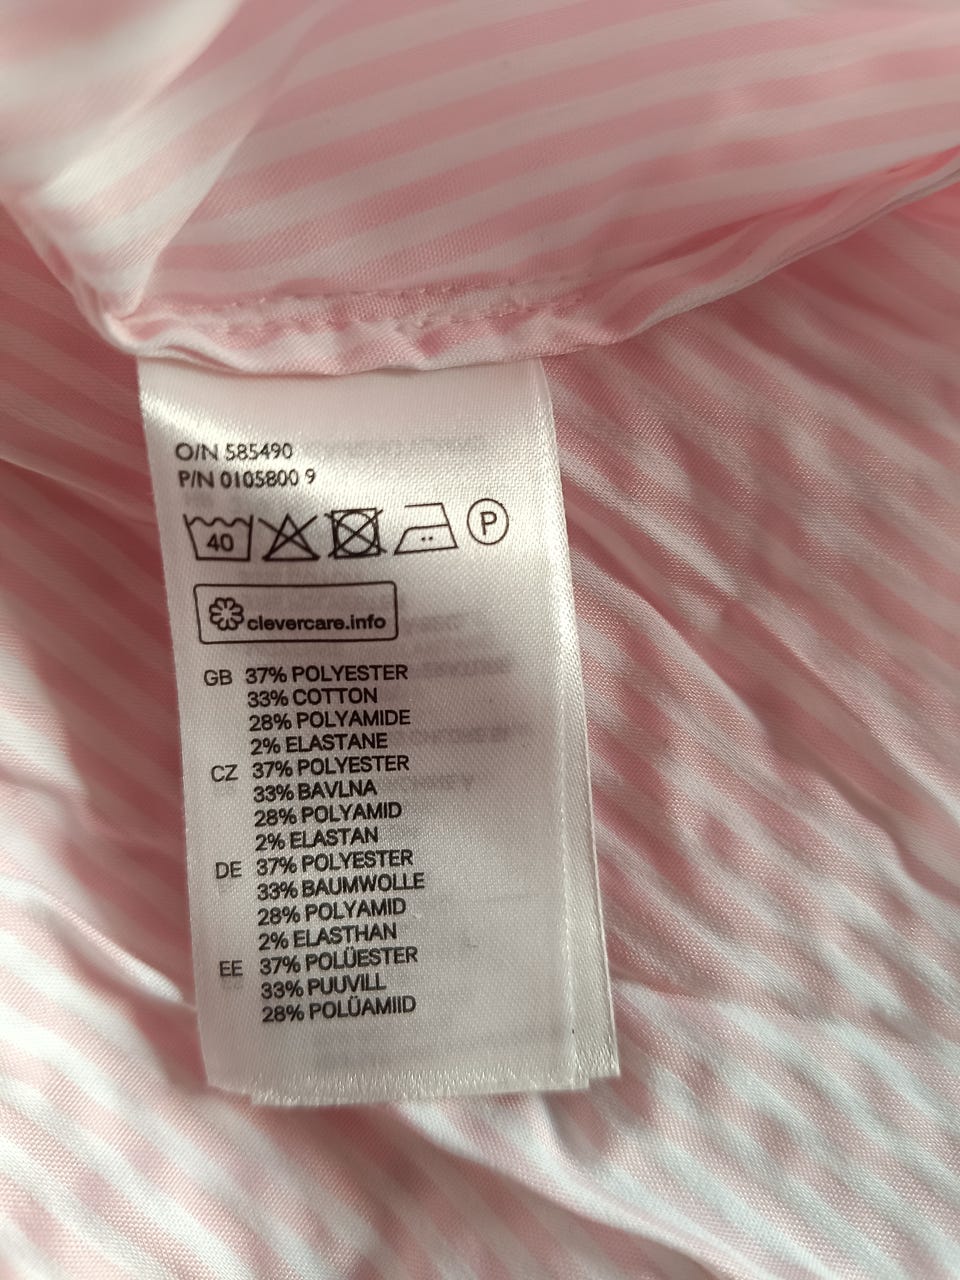 O/N 585490
P/N 0105800 9
40 P
clevercare.info
GB 37% POLYESTER
33% COTTON
28% POLYAMIDE
2% ELASTANE
CZ 37% POLYESTER
33% BAVLNA
28% POLYAMID
2% ELASTAN
DE 37% POLYESTER
33% BAUMWOLLE
28% POLYAMID
2% ELASTHAN
EE 37% POLÜESTER
33% PUUVILL
28% POLÜAMIID